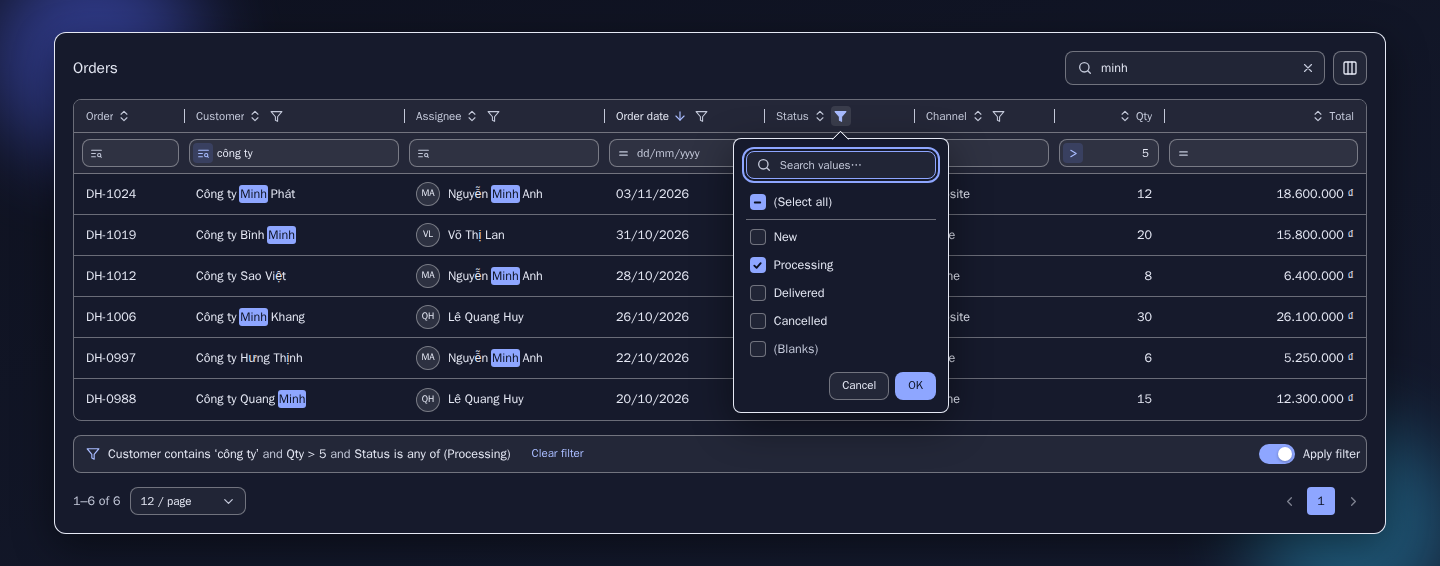 Orders
minh
Order Customer Assignee Order date Status Channel Qty Total
công ty = dd/mm/yyyy > 5 =
DH-1024 Công ty Minh Phát MA Nguyễn Minh Anh 03/11/2026 site 12 18.600.000 ₫
DH-1019 Công ty Bình Minh VL Võ Thị Lan 31/10/2026 e 20 15.800.000 ₫
DH-1012 Công ty Sao Việt MA Nguyễn Minh Anh 28/10/2026 ne 8 6.400.000 ₫
DH-1006 Công ty Minh Khang QH Lê Quang Huy 26/10/2026 site 30 26.100.000 ₫
DH-0997 Công ty Hưng Thịnh MA Nguyễn Minh Anh 22/10/2026 e 6 5.250.000 ₫
DH-0988 Công ty Quang Minh QH Lê Quang Huy 20/10/2026 ne 15 12.300.000 ₫
Search values…
(Select all)
New
Processing
Delivered
Cancelled
(Blanks)
Cancel OK
Customer contains 'công ty' and Qty > 5 and Status is any of (Processing) Clear filter Apply filter
1–6 of 6 12 / page 1